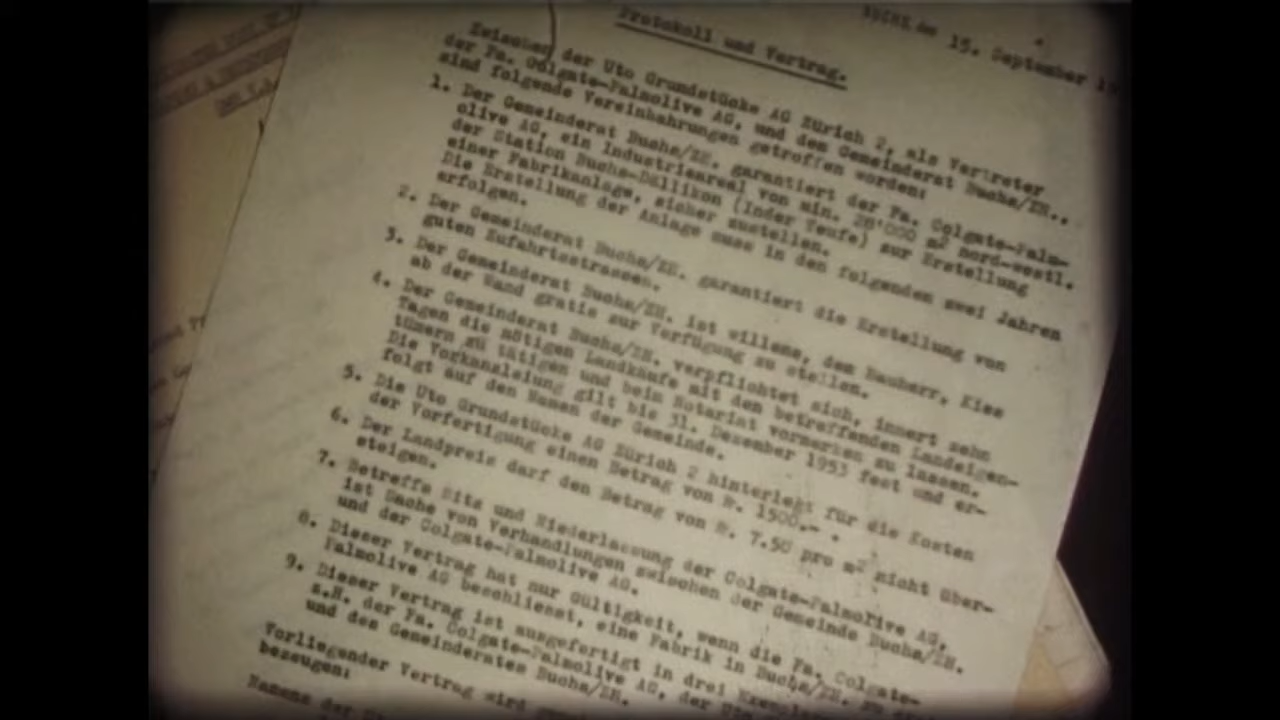 15. September
Protokoll und Vertrag.
Zwischen der Uto Grundstücke AG Zürich 2, als Vertreter
der Fa. Colgate-Palmolive AG, und dem Gemeinderat Buchs/ZH..
sind folgende Vereinbahrungen getroffen worden:
1. Der Gemeinderat Buchs/ZH. garantiert der Fa. Colgate-Palm-
olive AG, ein Industrieareal von min. 20'000 m2 nord-westl.
der Station Buchs-Dällikon (Inder Teufe) zur Erstellung
einer Fabrikanlage, sicher zustellen.
Die Erstellung der Anlage muss in den folgenden zwei Jahren
erfolgen.
2. Der Gemeinderat Buchs/ZH. garantiert die Erstellung von
guten Zufahrtsstrassen.
3. Der Gemeinderat Buchs/ZH. ist willens, dem Bauherr, Kies
ab der Wand gratis zur Verfügung zu stellen.
4. Der Gemeinderat Buchs/ZH. verpflichtet sich, innert zehn
Tagen die nötigen Landkäufe mit den betreffenden Landeigen-
tümern zu tätigen und beim Notariat vormerken zu lassen.
Die Vorkanzleiung gilt bis 31. Dezember 1953 fest und er-
folgt auf den Namen der Gemeinde.
5. Die Uto Grundstücke AG Zürich 2 hinterlegt für die Kosten
der Vorfertigung einen Betrag von Fr. 1500.-.
6. Der Landpreis darf den Betrag von Fr. 7.50 pro m2 nicht über-
steigen.
7. Betreffs Sitz und Niederlassung der Colgate-Palmolive AG,
ist Sache von Verhandlungen zwischen der Gemeinde Buchs/ZH.
und der Colgate-Palmolive AG.
8. Dieser Vertrag hat nur Gültigkeit, wenn die Fa. Colgate-
Palmolive AG beschliesst, eine Fabrik in Buchs/ZH. zu
9. Dieser Vertrag ist ausgefertigt in drei
z.H. der Fa. Colgate-Palmolive AG, der Uto
und den Gemeinderates Buchs/ZH.
Vorliegender Vertrag wird
bezeugen:
Namens der